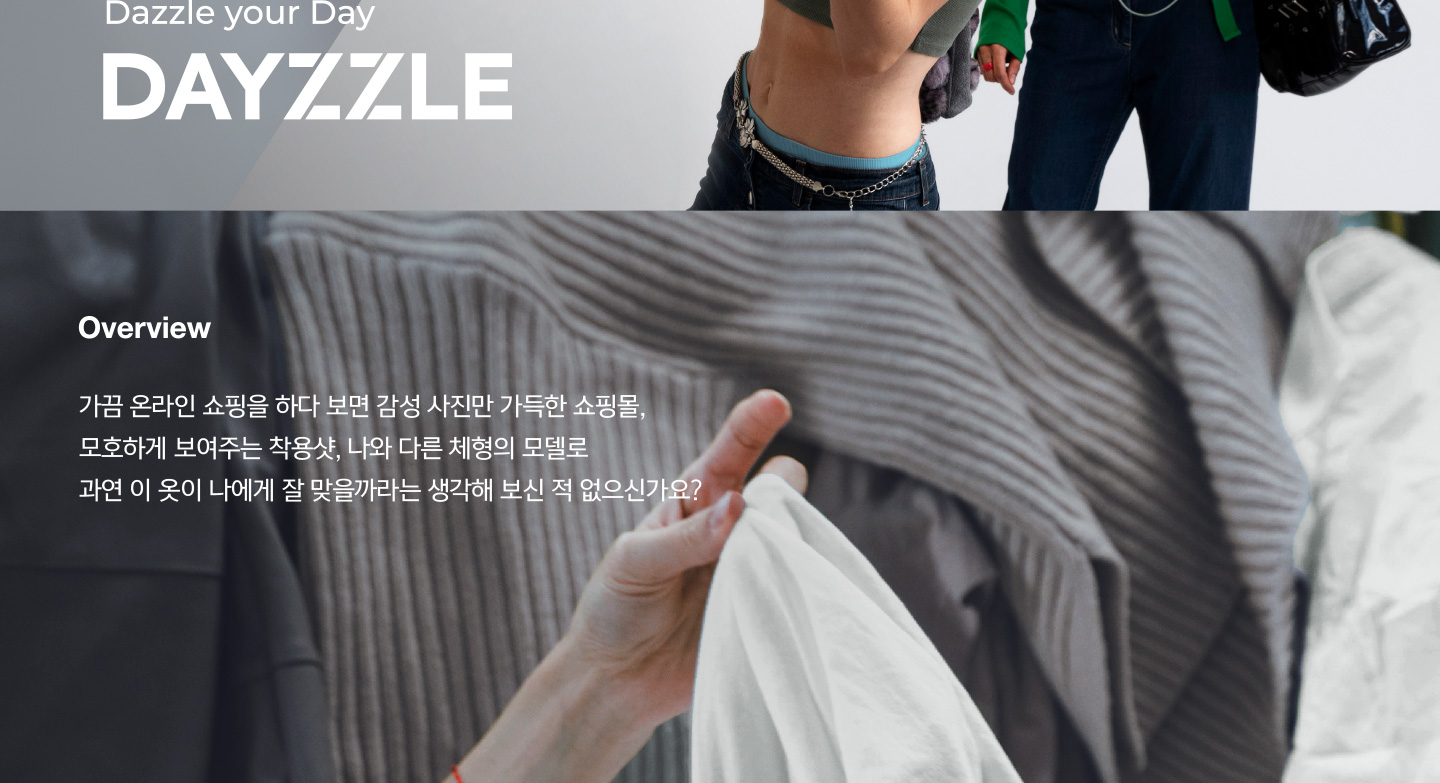 Dazzle your Day
DAYZZLE
Overview
가끔 온라인 쇼핑을 하다 보면 감성 사진만 가득한 쇼핑몰,
모호하게 보여주는 착용샷, 나와 다른 체형의 모델로
과연 이 옷이 나에게 잘 맞을까라는 생각해 보신 적 없으신가요?